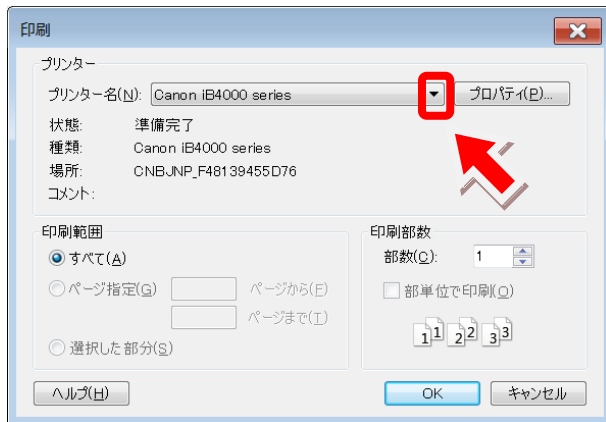 印刷
プリンター
プリンター名(N): Canon iB4000 series プロパティ(P)...
状態: 準備完了
種類: Canon iB4000 series
場所: CNBJNP_F48139455D76
コメント:
印刷範囲
すべて(A)
ページ指定(G) ページから(F)
ページまで(T)
選択した部分(S)
印刷部数
部数(C): 1
部単位で印刷(O)
1 1 2 2 3 3
ヘルプ(H) OK キャンセル